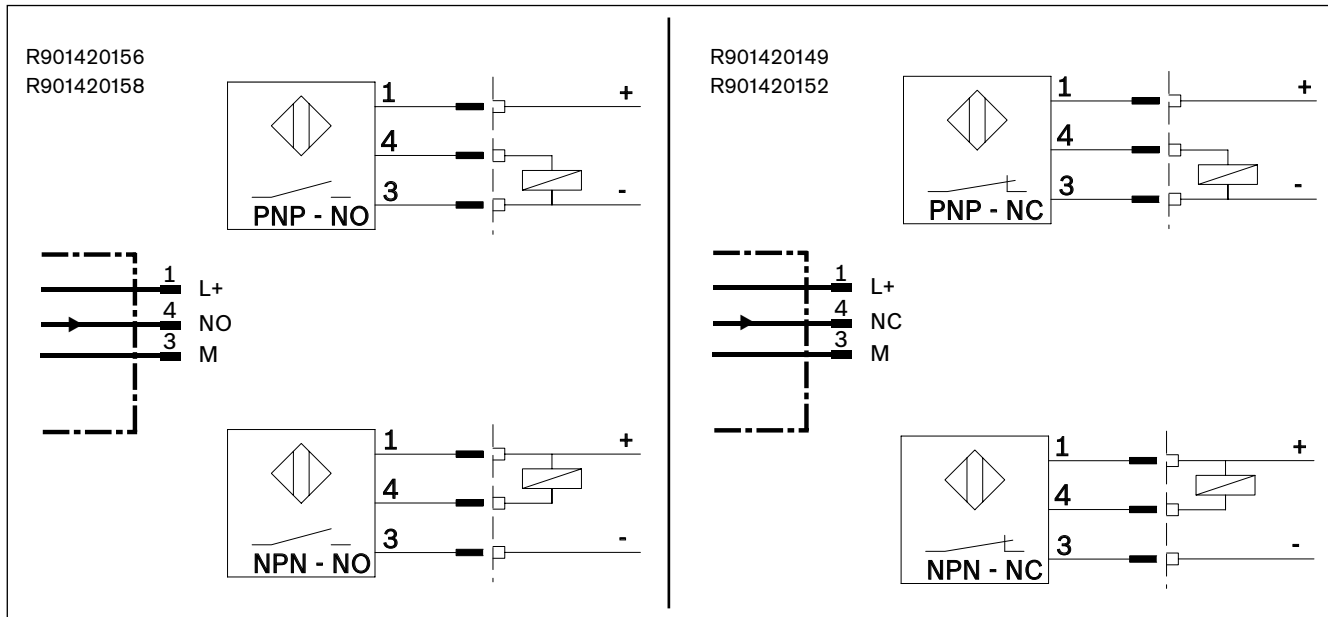 R901420156
R901420158
1
+
4
3
-
PNP - NO
1
L+
4
NO
3
M
1
+
4
3
-
NPN - NO
R901420149
R901420152
1
+
4
3
-
PNP - NC
1
L+
4
NC
3
M
1
+
4
3
-
NPN - NC